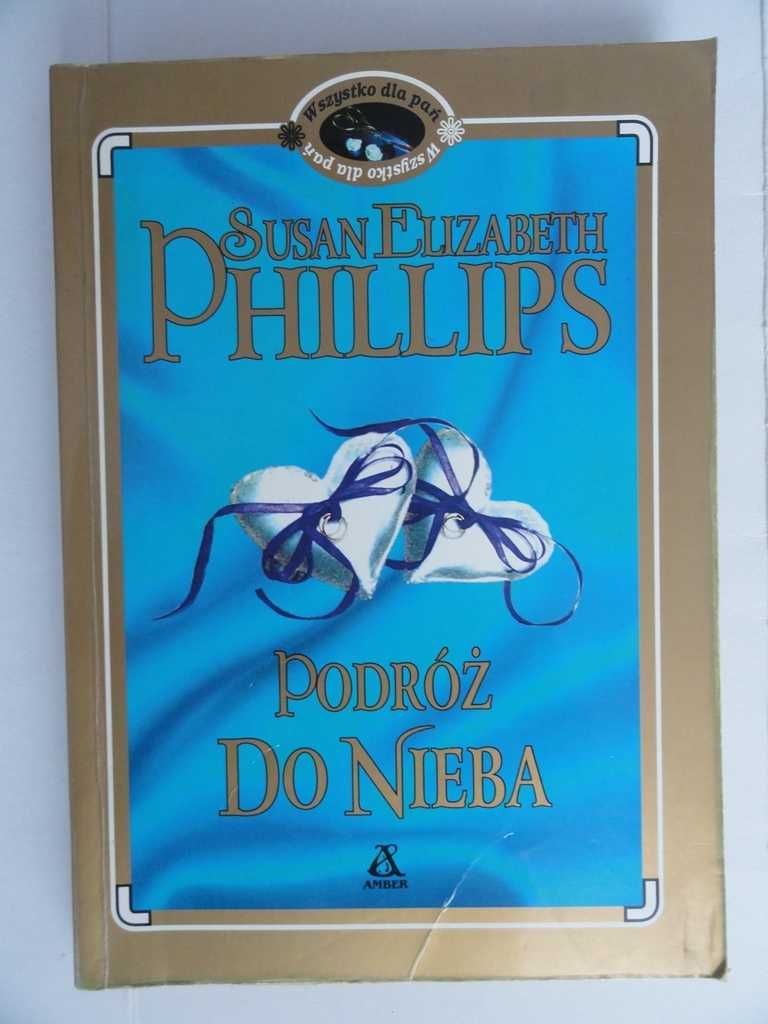 Wszystko dla pań
Wszystko dla pań
SUSAN ELIZABETH
PHILLIPS
PODRÓŻ
DO NIEBA
AMBER